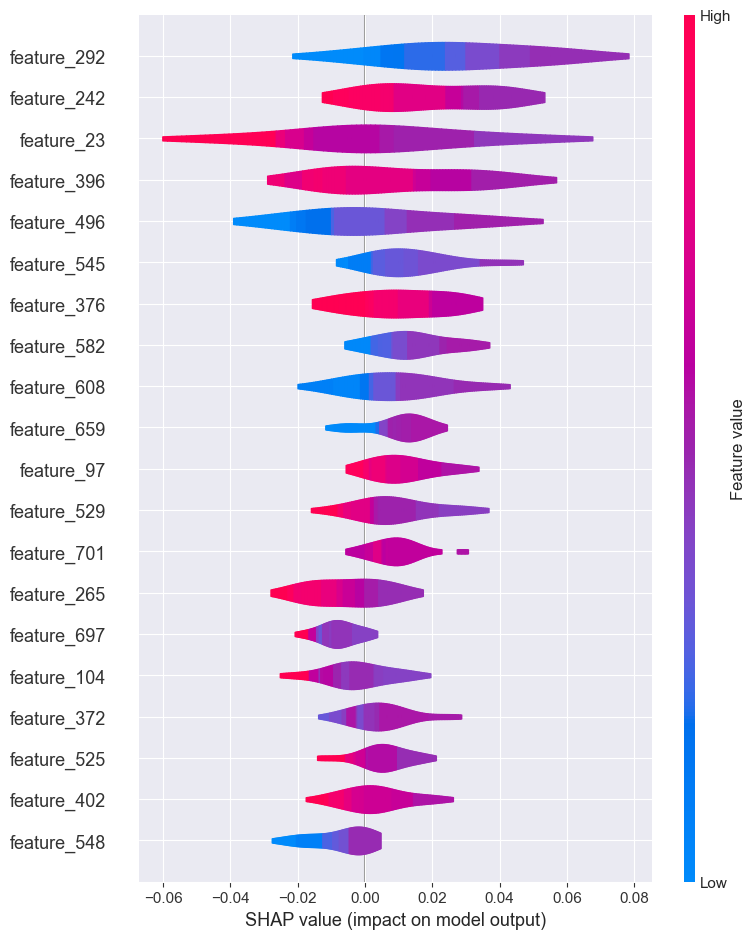 High
feature_292
feature_242
feature_23
feature_396
feature_496
feature_545
feature_376
feature_582
feature_608
feature_659
feature_97
feature_529
feature_701
feature_265
feature_697
feature_104
feature_372
feature_525
feature_402
feature_548
Feature value
Low
−0.06 −0.04 −0.02 0.00 0.02 0.04 0.06 0.08
SHAP value (impact on model output)